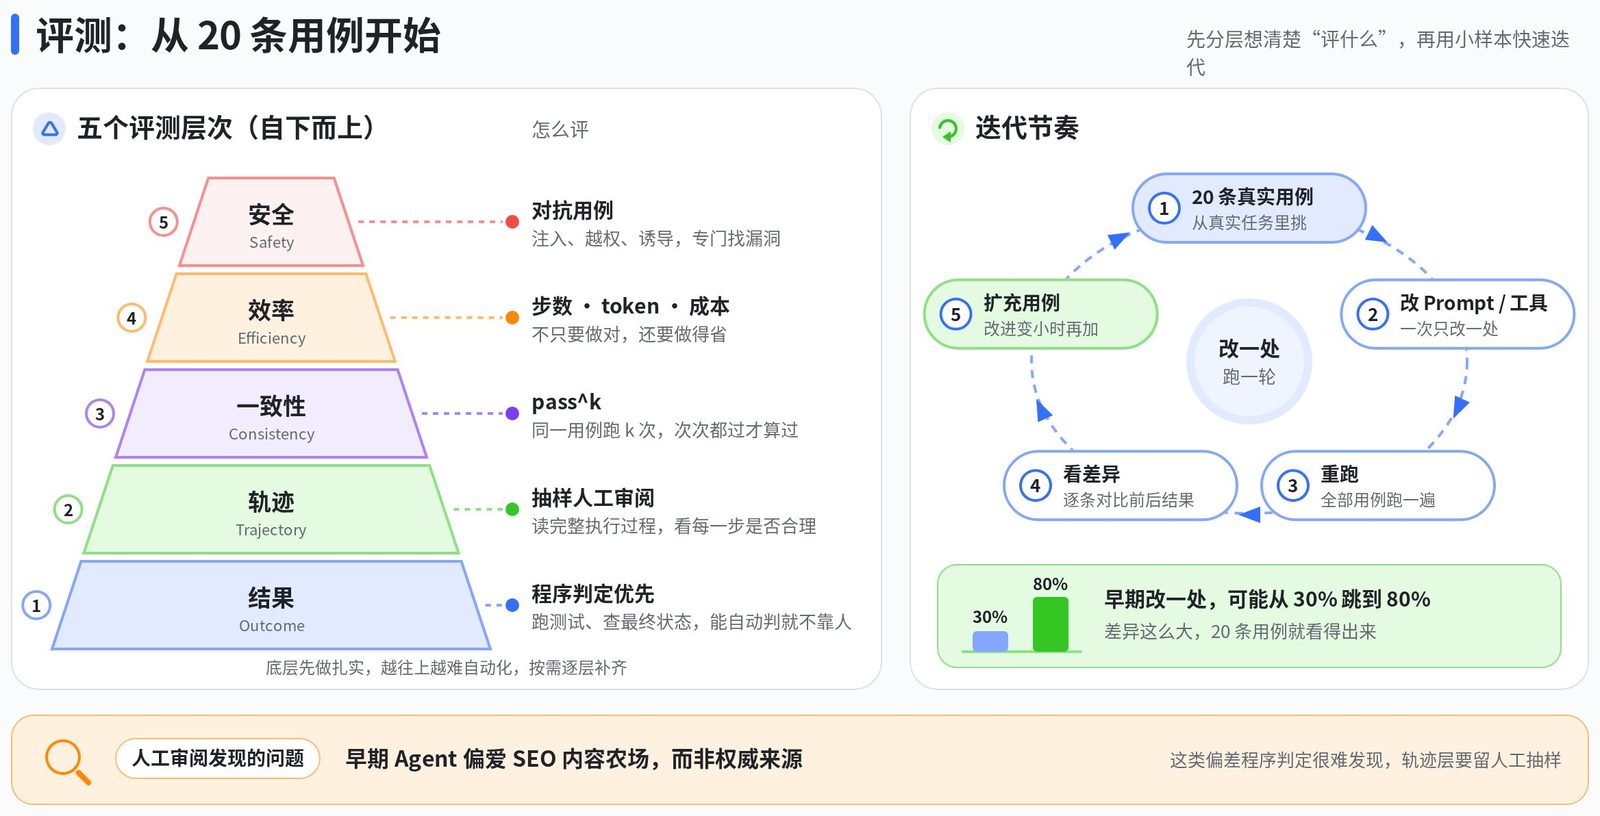 评测：从 20 条用例开始
先分层想清楚“评什么”，再用小样本快速迭
代
五个评测层次（自下而上）
怎么评
5
安全
Safety
对抗用例
注入、越权、诱导，专门找漏洞
4
效率
Efficiency
步数 · token · 成本
不只要做对，还要做得省
3
一致性
Consistency
pass^k
同一用例跑 k 次，次次都过才算过
2
轨迹
Trajectory
抽样人工审阅
读完整执行过程，看每一步是否合理
1
结果
Outcome
程序判定优先
跑测试、查最终状态，能自动判就不靠人
底层先做扎实，越往上越难自动化，按需逐层补齐
迭代节奏
1
20 条真实用例
从真实任务里挑
2
改 Prompt / 工具
一次只改一处
3
重跑
全部用例跑一遍
4
看差异
逐条对比前后结果
5
扩充用例
改进变小时再加
改一处
跑一轮
30%
80%
早期改一处，可能从 30% 跳到 80%
差异这么大，20 条用例就看得出来
人工审阅发现的问题
早期 Agent 偏爱 SEO 内容农场，而非权威来源
这类偏差程序判定很难发现，轨迹层要留人工抽样